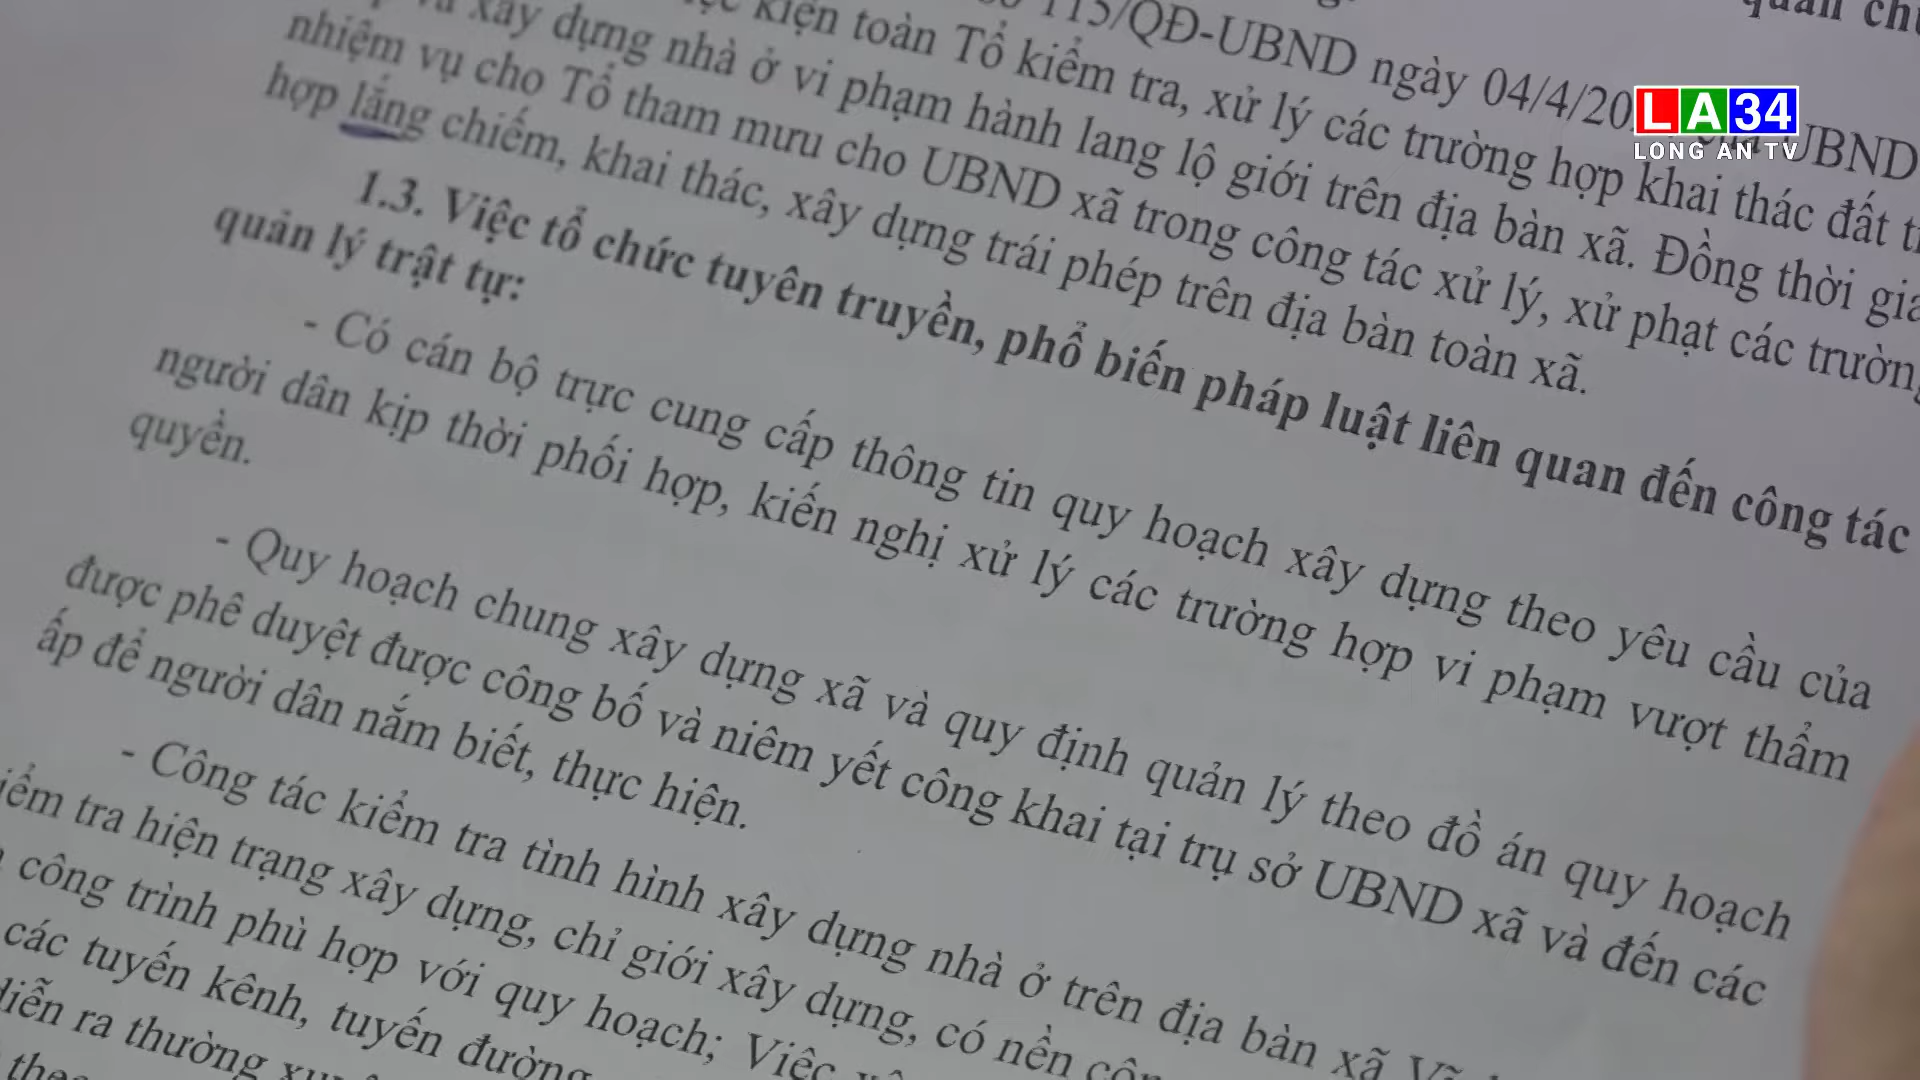 quan
115/QĐ-UBND ngày 04/4/20 UBND
kiện toàn Tổ kiểm tra, xử lý các trường hợp khai thác đất
xây dựng nhà ở vi phạm hành lang lộ giới trên địa bàn xã. Đồng thời
nhiệm vụ cho Tổ tham mưu cho UBND xã trong công tác xử lý, xử phạt các
hợp lắng chiếm, khai thác, xây dựng trái phép trên địa bàn toàn xã.
1.3. Việc tổ chức tuyên truyền, phổ biến pháp luật liên quan đến công tác
quản lý trật tự:
- Có cán bộ trực cung cấp thông tin quy hoạch xây dựng theo yêu cầu của
người dân kịp thời phối hợp, kiến nghị xử lý các trường hợp vi phạm vượt thẩm
quyền.
- Quy hoạch chung xây dựng xã và quy định quản lý theo đồ án quy hoạch
được phê duyệt được công bố và niêm yết công khai tại trụ sở UBND xã và đến các
ấp để người dân nắm biết, thực hiện.
- Công tác kiểm tra tình hình xây dựng nhà ở trên địa bàn xã
tra hiện trạng xây dựng, chỉ giới xây dựng, có nền
công trình phù hợp với quy hoạch; Việc
các tuyến kênh, tuyến đường
ra thường
LA34
LONG AN TV